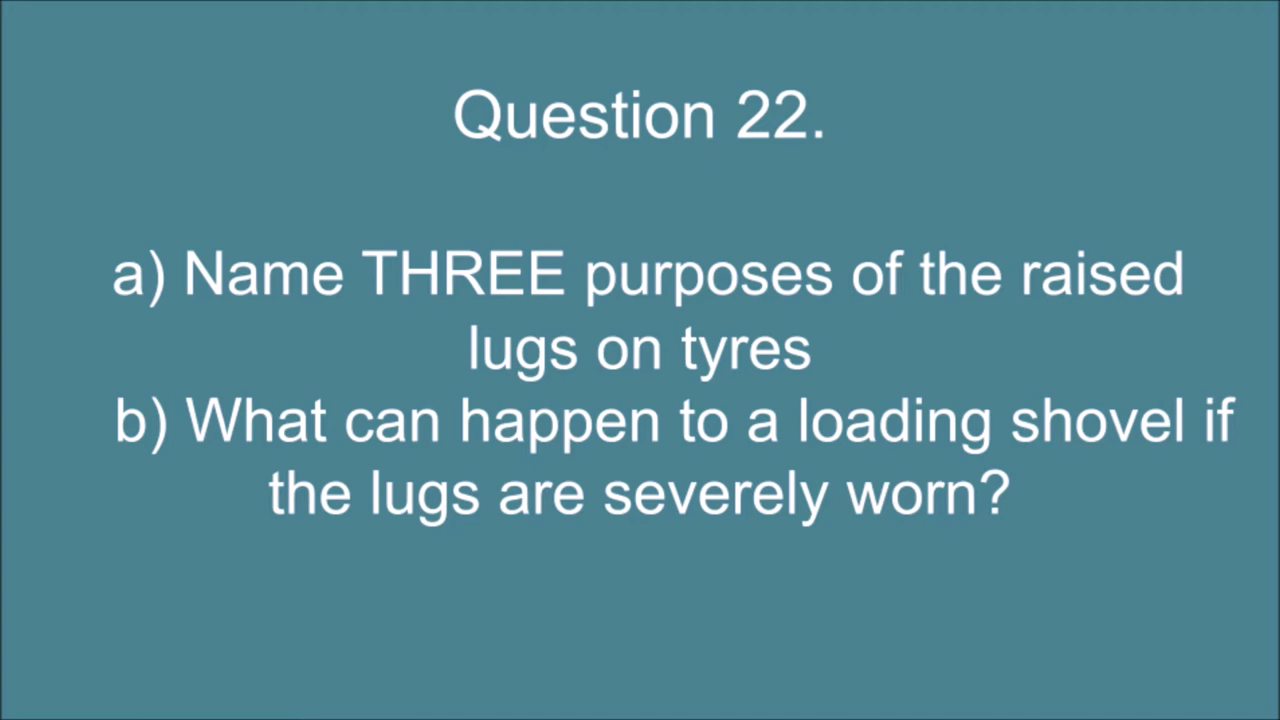 Question 22.
a) Name THREE purposes of the raised
lugs on tyres
b) What can happen to a loading shovel if
the lugs are severely worn?